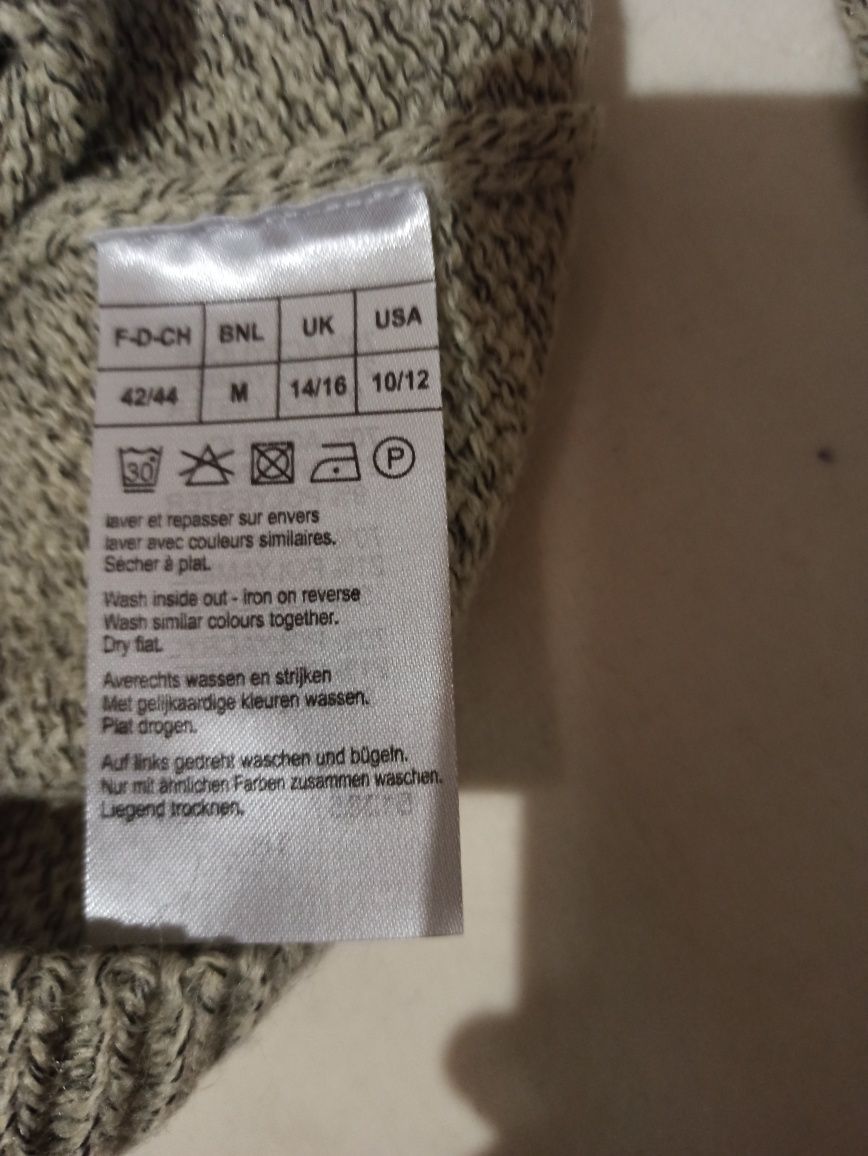 F-D-CH BNL UK USA
42/44 M 14/16 10/12
30 P
laver et repasser sur envers
laver avec couleurs similaires.
Sécher à plat.
Wash inside out - iron on reverse
Wash similar colours together.
Dry flat.
Averechts wassen en strijken
Met gelijkaardige kleuren wassen.
Plat drogen.
Auf links gedreht waschen und bügeln.
Nur mit ähnlichen Farben zusammen waschen.
Liegend trocknen.